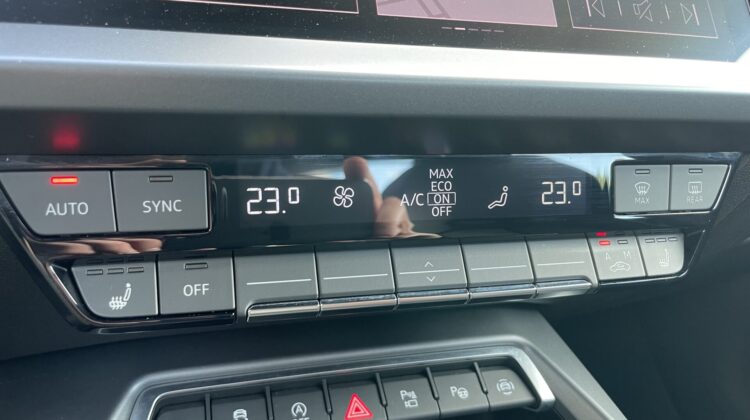 AUTO
SYNC
23.0
A/C
MAX
ECO
ON
OFF
23.0
MAX
REAR
OFF
A M
A